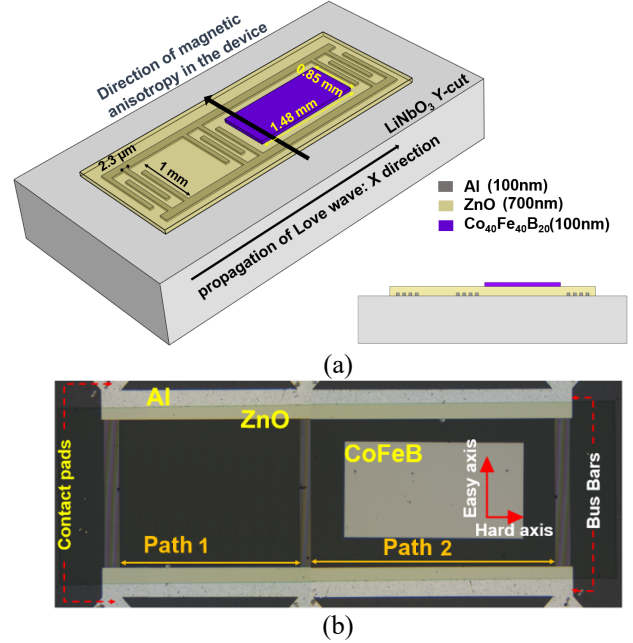 Direction of magnetic
anisotropy in the device
0.85 mm
1.48 mm
LiNbO3 Y-cut
2.3 μm
1 mm
propagation of Love wave: X direction
Al (100nm)
ZnO (700nm)
Co40Fe40B20(100nm)
(a)
Al
ZnO
CoFeB
Contact pads
Easy axis
Hard axis
Bus Bars
Path 1
Path 2
(b)